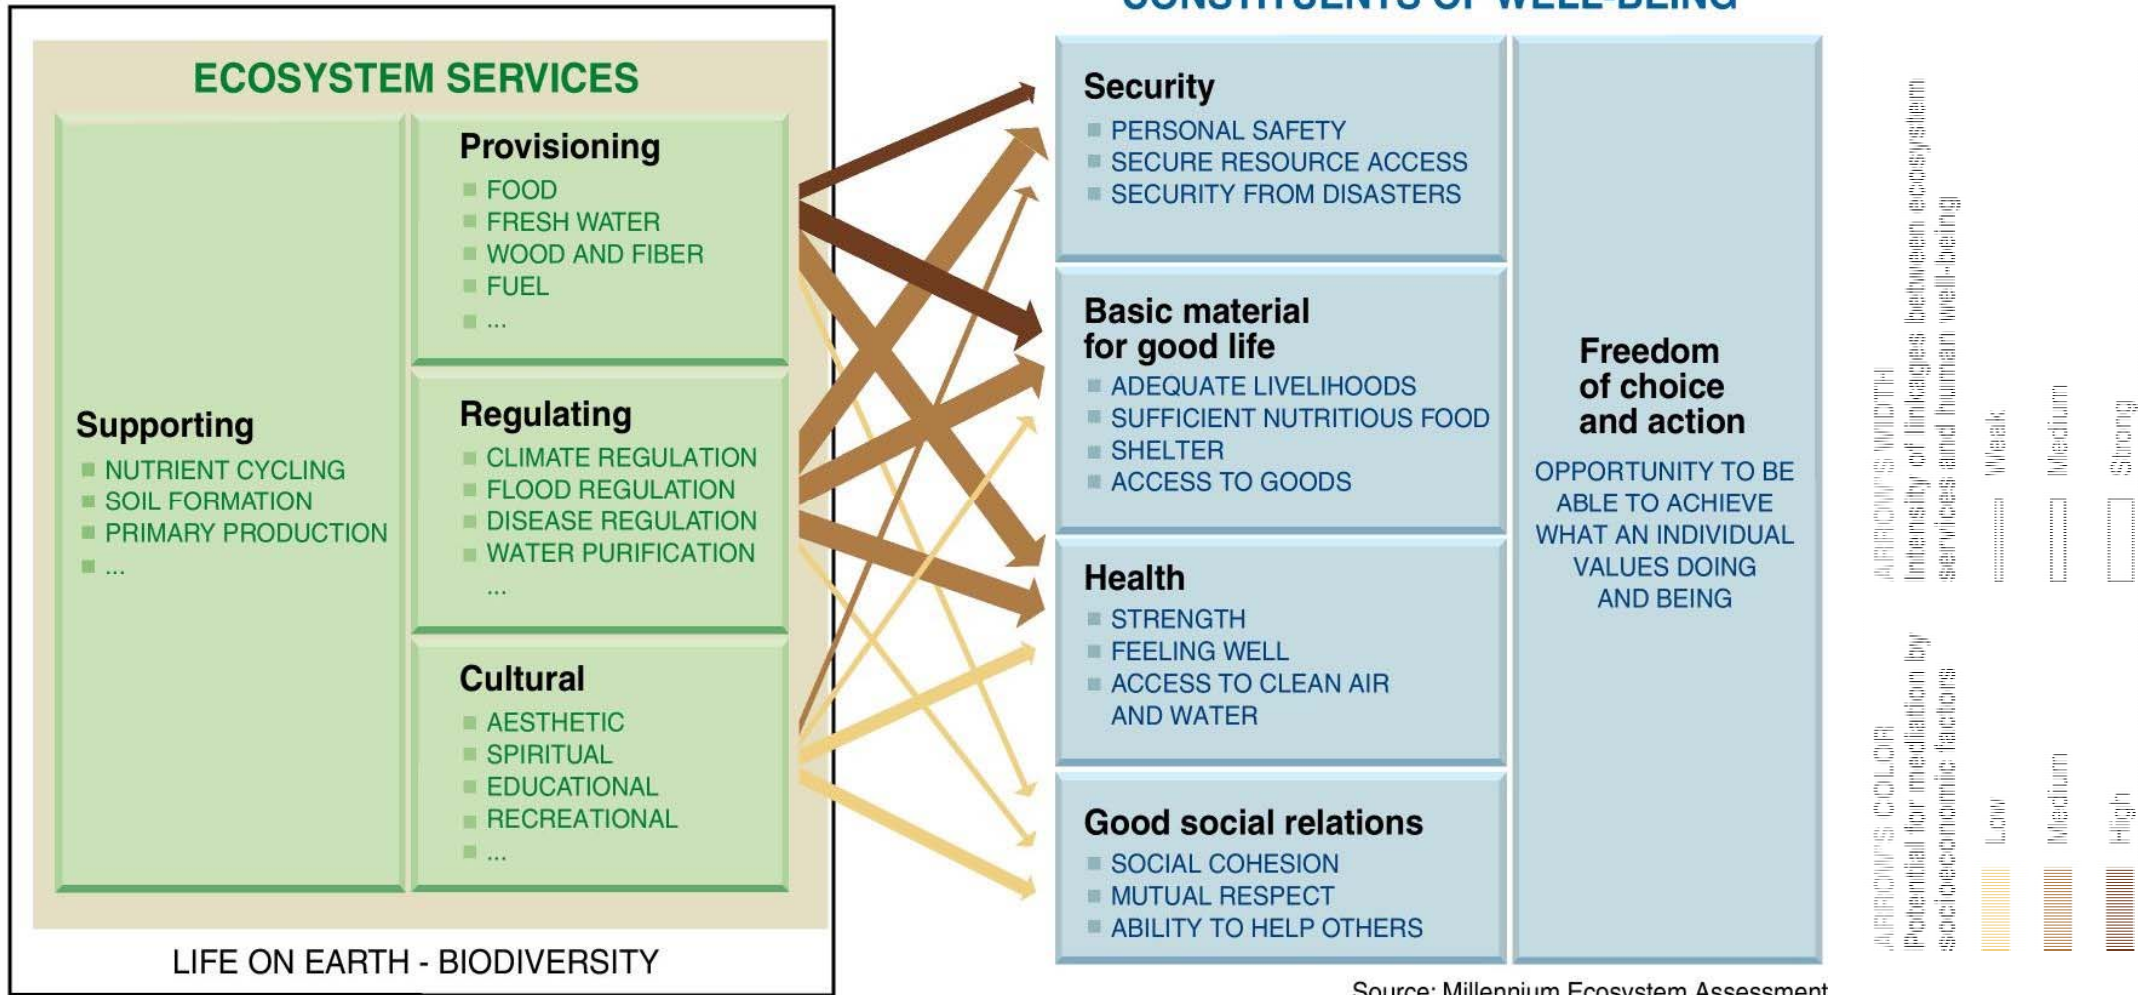 CONSTITUENTS OF WELL-BEING
ECOSYSTEM SERVICES
Supporting
NUTRIENT CYCLING
SOIL FORMATION
PRIMARY PRODUCTION
...
Provisioning
FOOD
FRESH WATER
WOOD AND FIBER
FUEL
...
Regulating
CLIMATE REGULATION
FLOOD REGULATION
DISEASE REGULATION
WATER PURIFICATION
...
Cultural
AESTHETIC
SPIRITUAL
EDUCATIONAL
RECREATIONAL
...
LIFE ON EARTH - BIODIVERSITY
Security
PERSONAL SAFETY
SECURE RESOURCE ACCESS
SECURITY FROM DISASTERS
Basic material
for good life
ADEQUATE LIVELIHOODS
SUFFICIENT NUTRITIOUS FOOD
SHELTER
ACCESS TO GOODS
Health
STRENGTH
FEELING WELL
ACCESS TO CLEAN AIR
AND WATER
Good social relations
SOCIAL COHESION
MUTUAL RESPECT
ABILITY TO HELP OTHERS
Freedom
of choice
and action
OPPORTUNITY TO BE
ABLE TO ACHIEVE
WHAT AN INDIVIDUAL
VALUES DOING
AND BEING
Source: Millennium Ecosystem Assessment
ARROW'S COLOR
Potential for mediation by
socioeconomic factors
Low
Medium
High
ARROW'S WIDTH
Intensity of linkages between ecosystem
services and human well-being
Weak
Medium
Strong